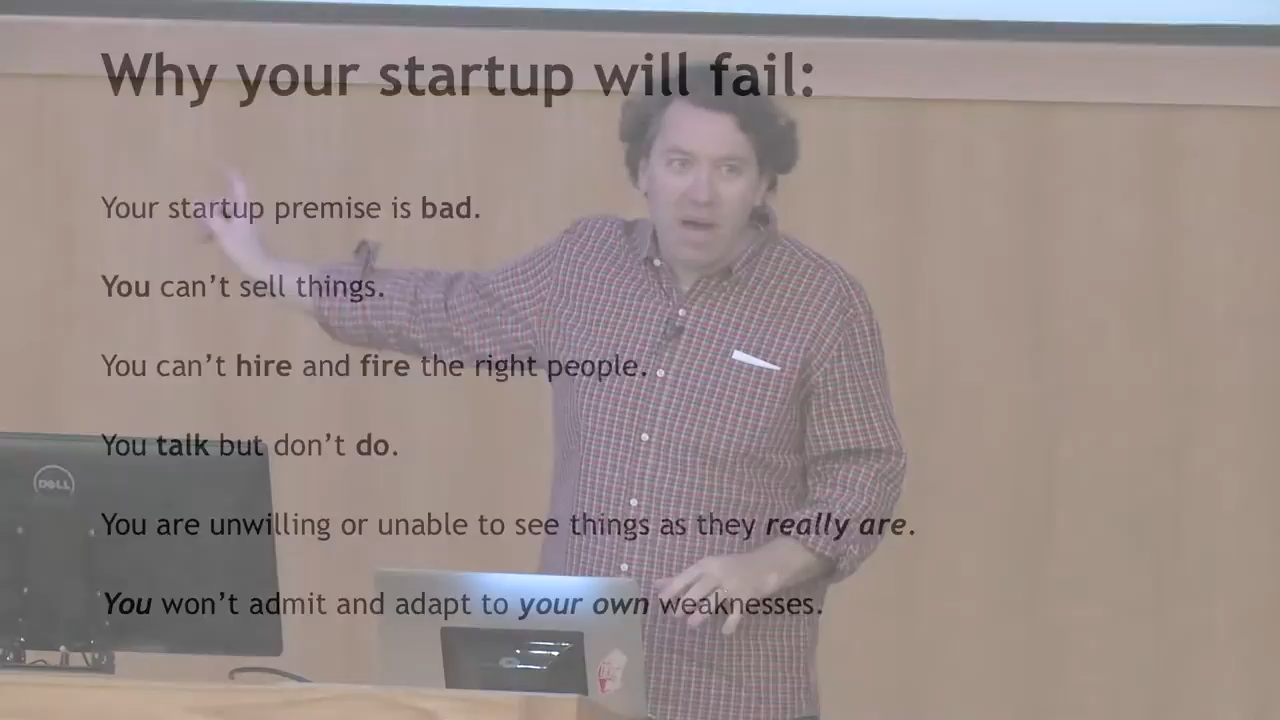 Why your startup will fail:
Your startup premise is bad.
You can't sell things.
You can't hire and fire the right people.
You talk but don't do.
DELL
You are unwilling or unable to see things as they really are.
You won't admit and adapt to your own weaknesses.